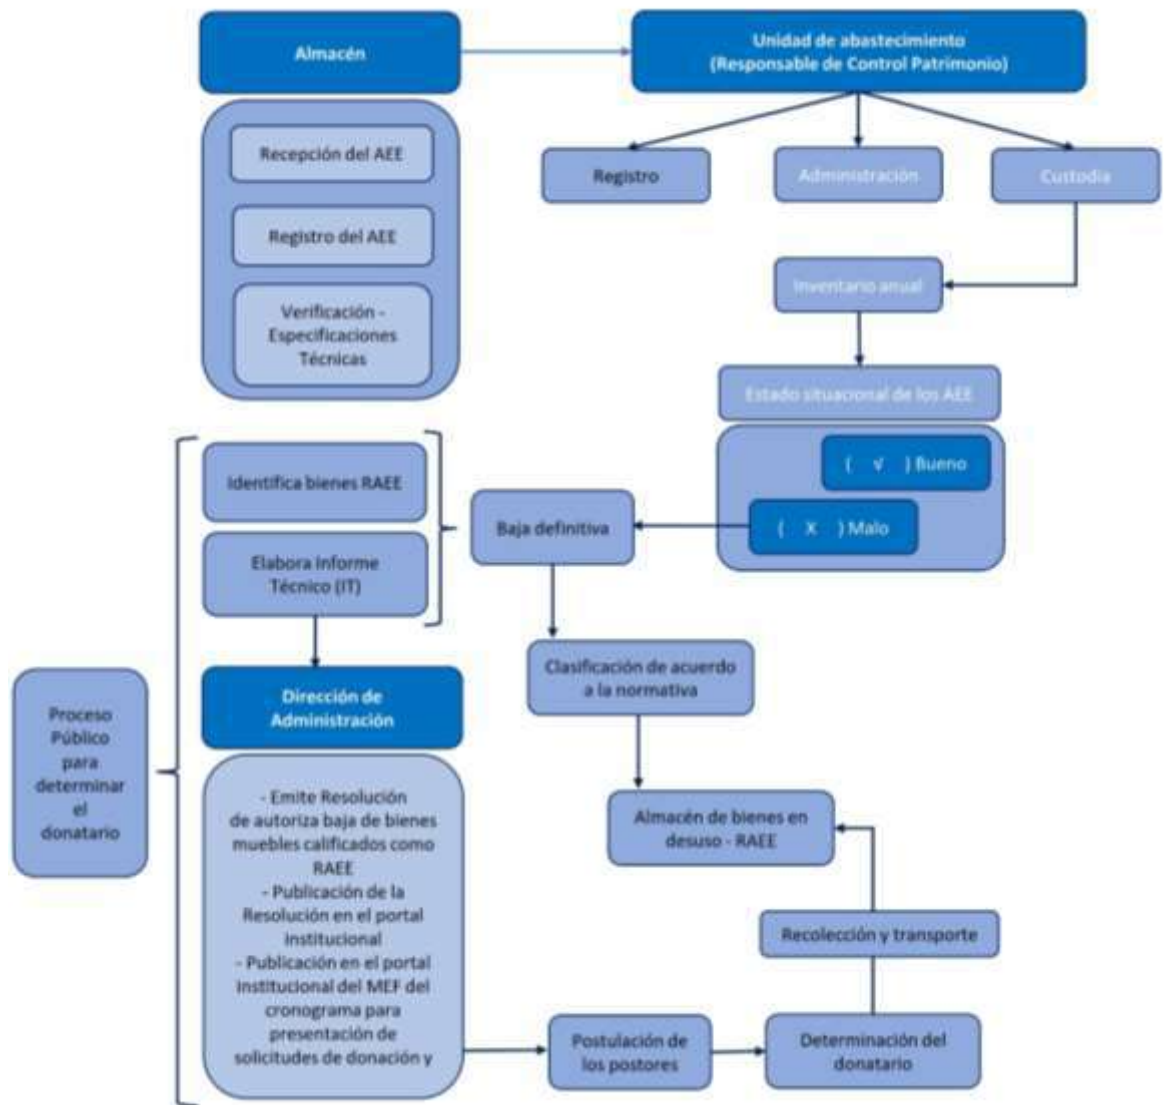 Almacén
Unidad de abastecimiento
(Responsable de Control Patrimonio)
Recepción del AEE
Registro del AEE
Verificación -
Especificaciones
Técnicas
Registro
Administración
Custodia
Inventario anual
Estado situacional de los AEE
( √ ) Bueno
( X ) Malo
Baja definitiva
Identifica bienes RAEE
Elabora Informe
Técnico (IT)
Clasificación de acuerdo
a la normativa
Dirección de
Administración
Proceso
Público
para
determinar
el
donatario
- Emite Resolución
de autoriza baja de bienes
muebles calificados como
RAEE
- Publicación de la
Resolución en el portal
institucional
- Publicación en el portal
institucional del MEF del
cronograma para
presentación de
solicitudes de donación y
Almacén de bienes en
desuso - RAEE
Recolección y transporte
Postulación de
los postores
Determinación del
donatario